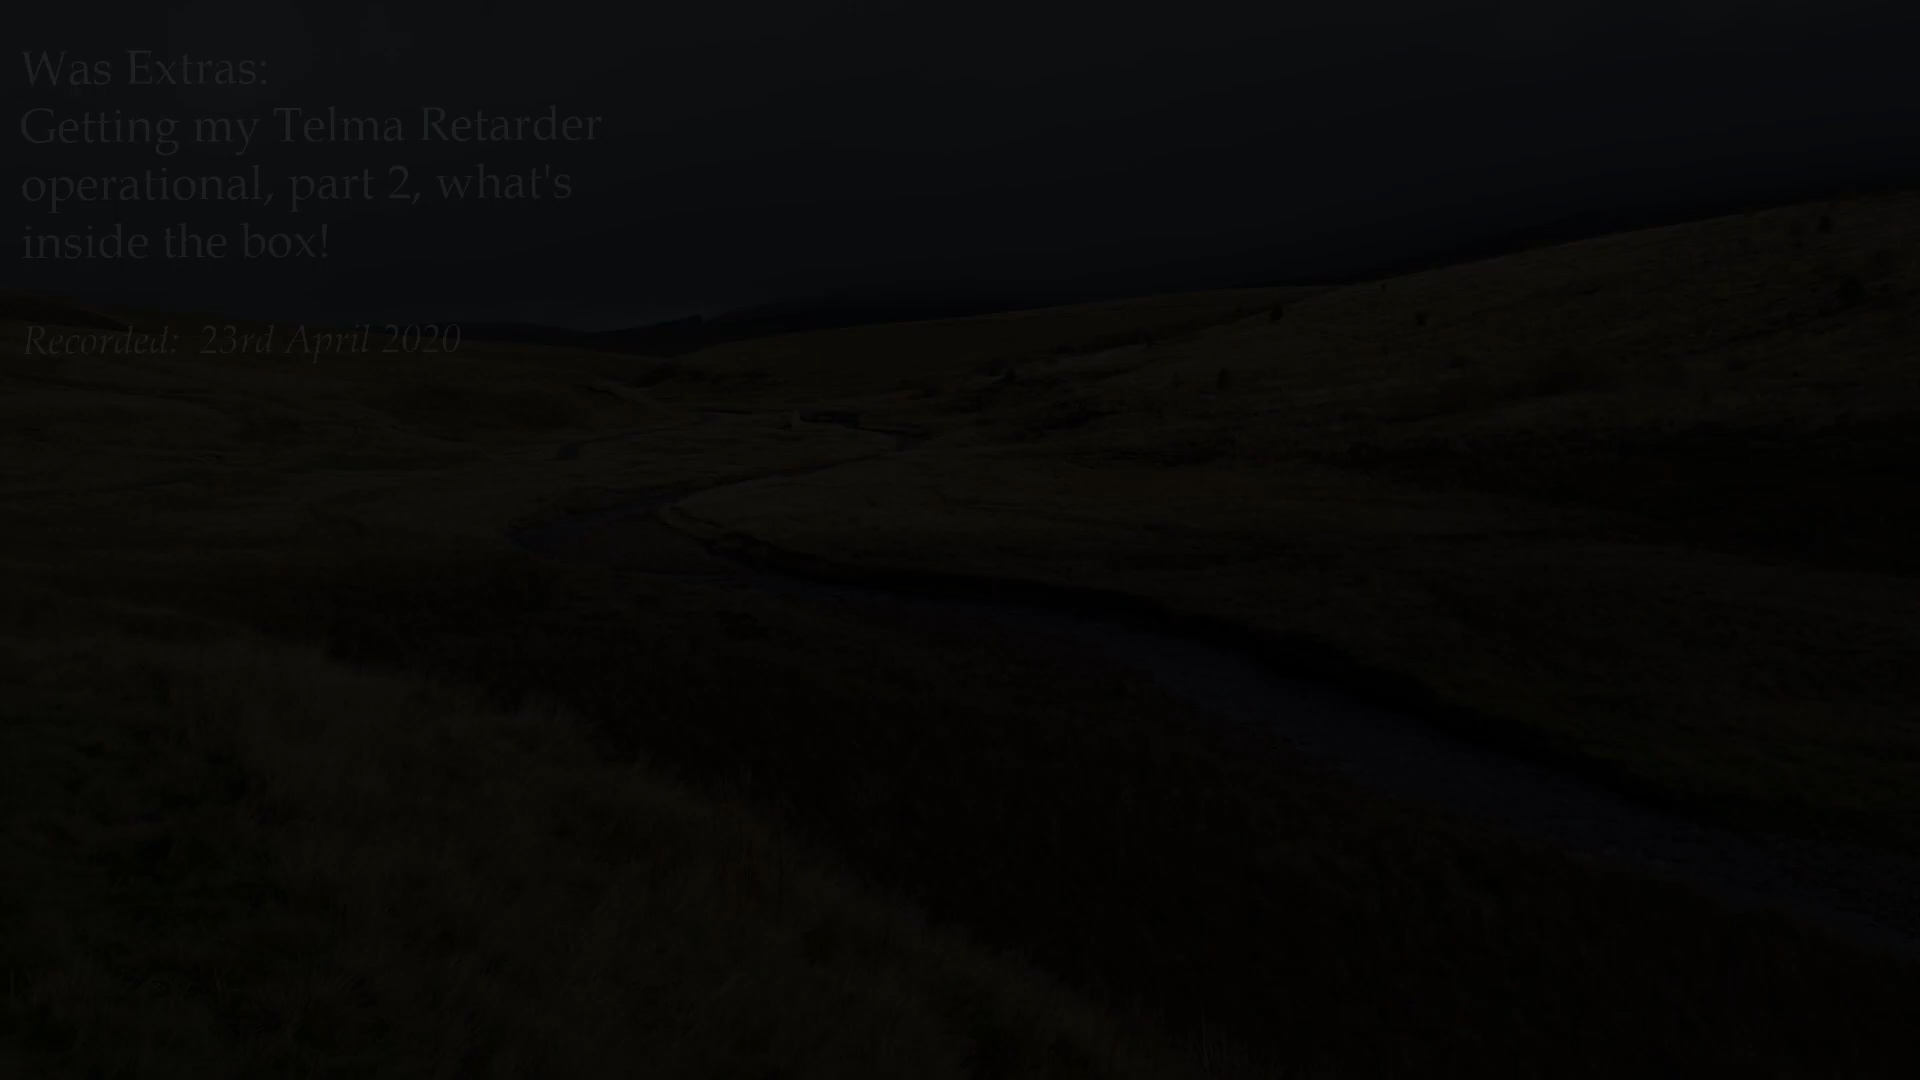 Was Extras:
Getting my Telma Retarder
operational, part 2, what's
inside the box!
Recorded:  23rd April 2020